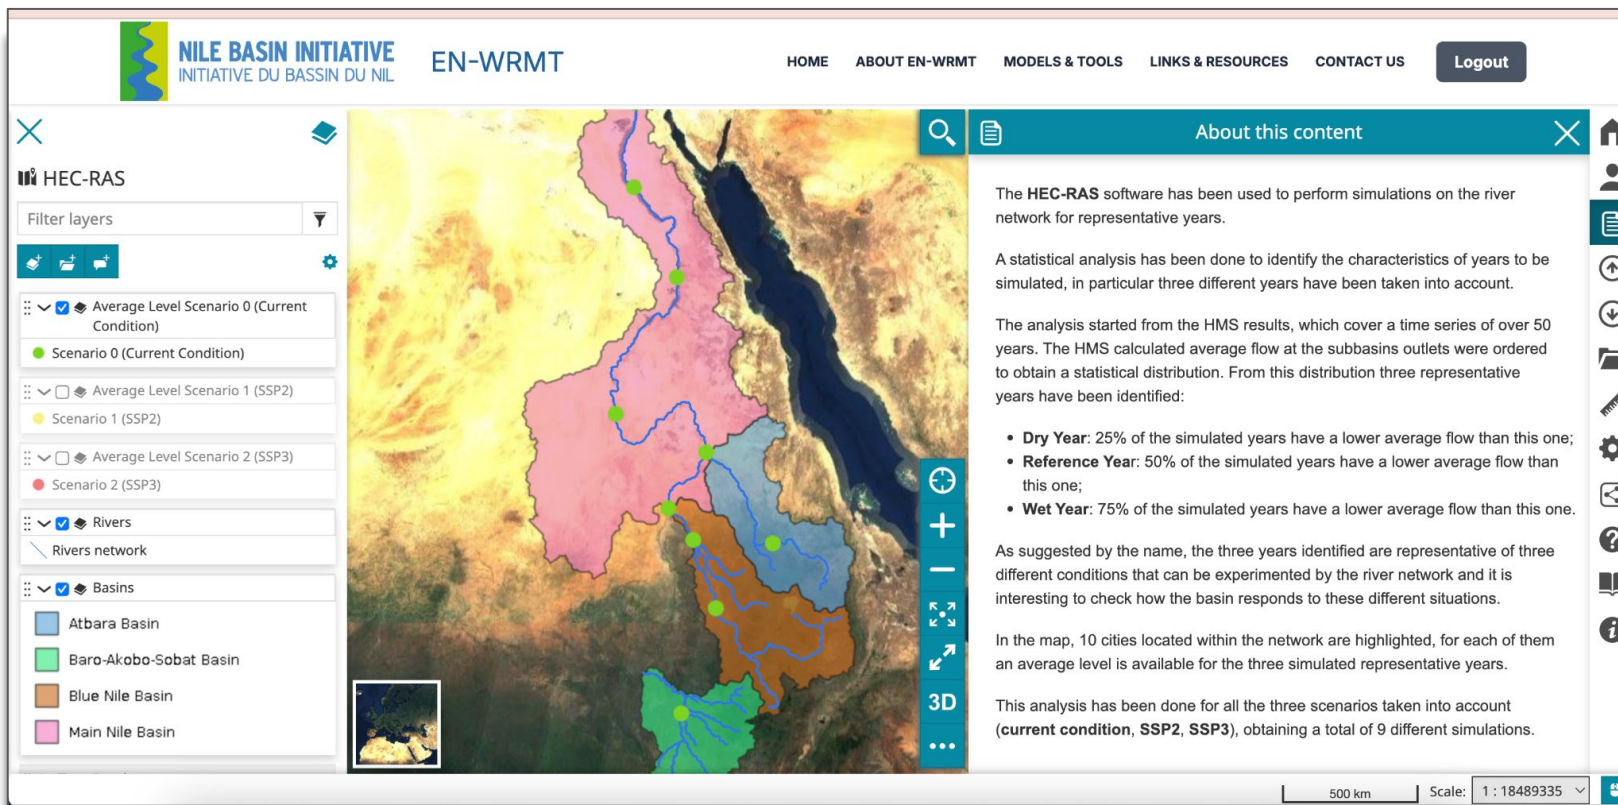 NILE BASIN INITIATIVE
INITIATIVE DU BASSIN DU NIL
EN-WRMT
HOME
ABOUT EN-WRMT
MODELS & TOOLS
LINKS & RESOURCES
CONTACT US
Logout
HEC-RAS
Filter layers
Average Level Scenario 0 (Current
Condition)
Scenario 0 (Current Condition)
Average Level Scenario 1 (SSP2)
Scenario 1 (SSP2)
Average Level Scenario 2 (SSP3)
Scenario 2 (SSP3)
Rivers
Rivers network
Basins
Atbara Basin
Baro-Akobo-Sobat Basin
Blue Nile Basin
Main Nile Basin
3D
About this content
The HEC-RAS software has been used to perform simulations on the river
network for representative years.
A statistical analysis has been done to identify the characteristics of years to be
simulated, in particular three different years have been taken into account.
The analysis started from the HMS results, which cover a time series of over 50
years. The HMS calculated average flow at the subbasins outlets were ordered
to obtain a statistical distribution. From this distribution three representative
years have been identified:
• Dry Year: 25% of the simulated years have a lower average flow than this one;
• Reference Year: 50% of the simulated years have a lower average flow than
this one;
• Wet Year: 75% of the simulated years have a lower average flow than this one.
As suggested by the name, the three years identified are representative of three
different conditions that can be experimented by the river network and it is
interesting to check how the basin responds to these different situations.
In the map, 10 cities located within the network are highlighted, for each of them
an average level is available for the three simulated representative years.
This analysis has been done for all the three scenarios taken into account
(current condition, SSP2, SSP3), obtaining a total of 9 different simulations.
500 km
Scale:
1 : 18489335